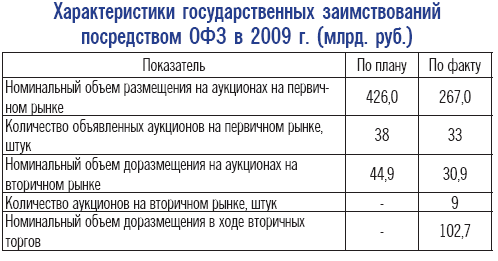 Характеристики государственных заимствований
посредством ОФЗ в 2009 г. (млрд. руб.)
Показатель По плану По факту
Номинальный объем размещения на аукционах на первич-
ном рынке 426,0 267,0
Количество объявленных аукционов на первичном рынке,
штук 38 33
Номинальный объем доразмещения на аукционах на
вторичном рынке 44,9 30,9
Количество аукционов на вторичном рынке, штук - 9
Номинальный объем доразмещения в ходе вторичных
торгов - 102,7